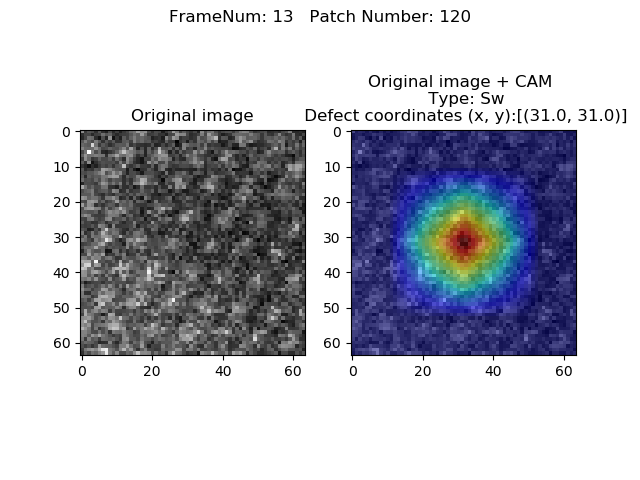 FrameNum: 13   Patch Number: 120
Original image
Original image + CAM
Type: Sw
Defect coordinates (x, y):[(31.0, 31.0)]
0
10
20
30
40
50
60
0 20 40 60
0
10
20
30
40
50
60
0 20 40 60